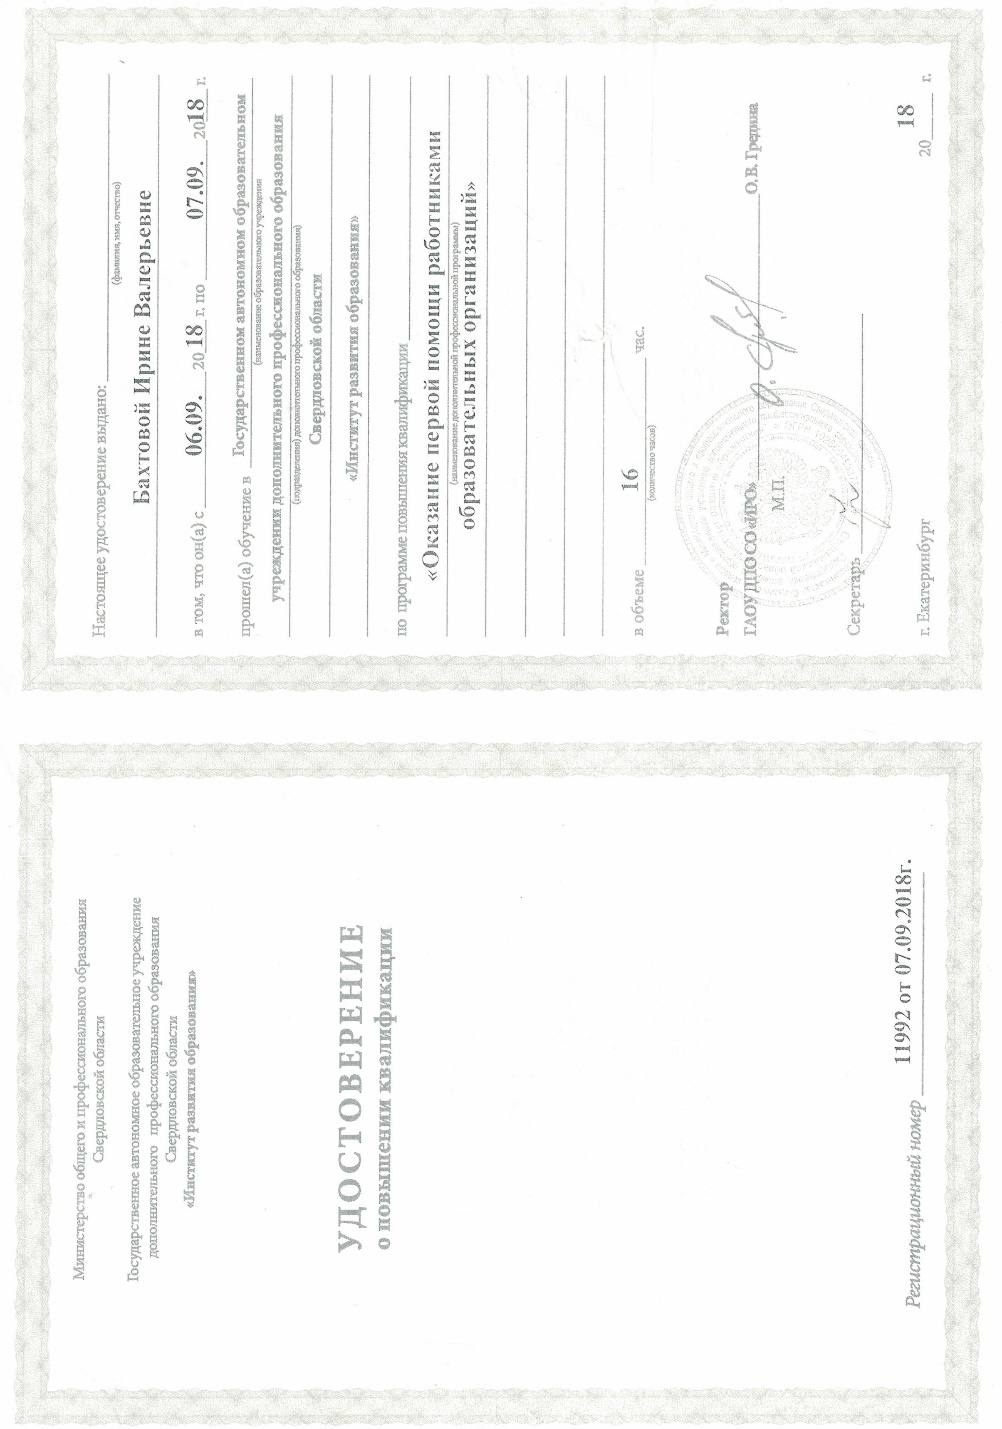 Министерство общего и профессионального образования
Свердловской области
Государственное автономное образовательное учреждение
дополнительного профессионального образования
Свердловской области
«Институт развития образования»
УДОСТОВЕРЕНИЕ
о повышении квалификации
Регистрационный номер 11992 от 07.09.2018г.
Настоящее удостоверение выдано:
(фамилия, имя, отчество)
Бахтовой Ирине Валерьевне
в том, что он(а) с 06.09. 2018 г. по 07.09. 2018 г.
прошел(а) обучение в Государственном автономном образовательном
(наименование образовательного учреждения
учреждении дополнительного профессионального образования
(подразделения) дополнительного профессионального образования)
Свердловской области
«Институт развития образования»
по программе повышения квалификации
«Оказание первой помощи работниками
(наименование дополнительной профессиональной программы)
образовательных организаций»
в объеме 16 час.
(количество часов)
Ректор
ГАОУ ДПО СО «ИРО» О.В. Гредина
М.П.
Секретарь
г. Екатеринбург 2018 г.